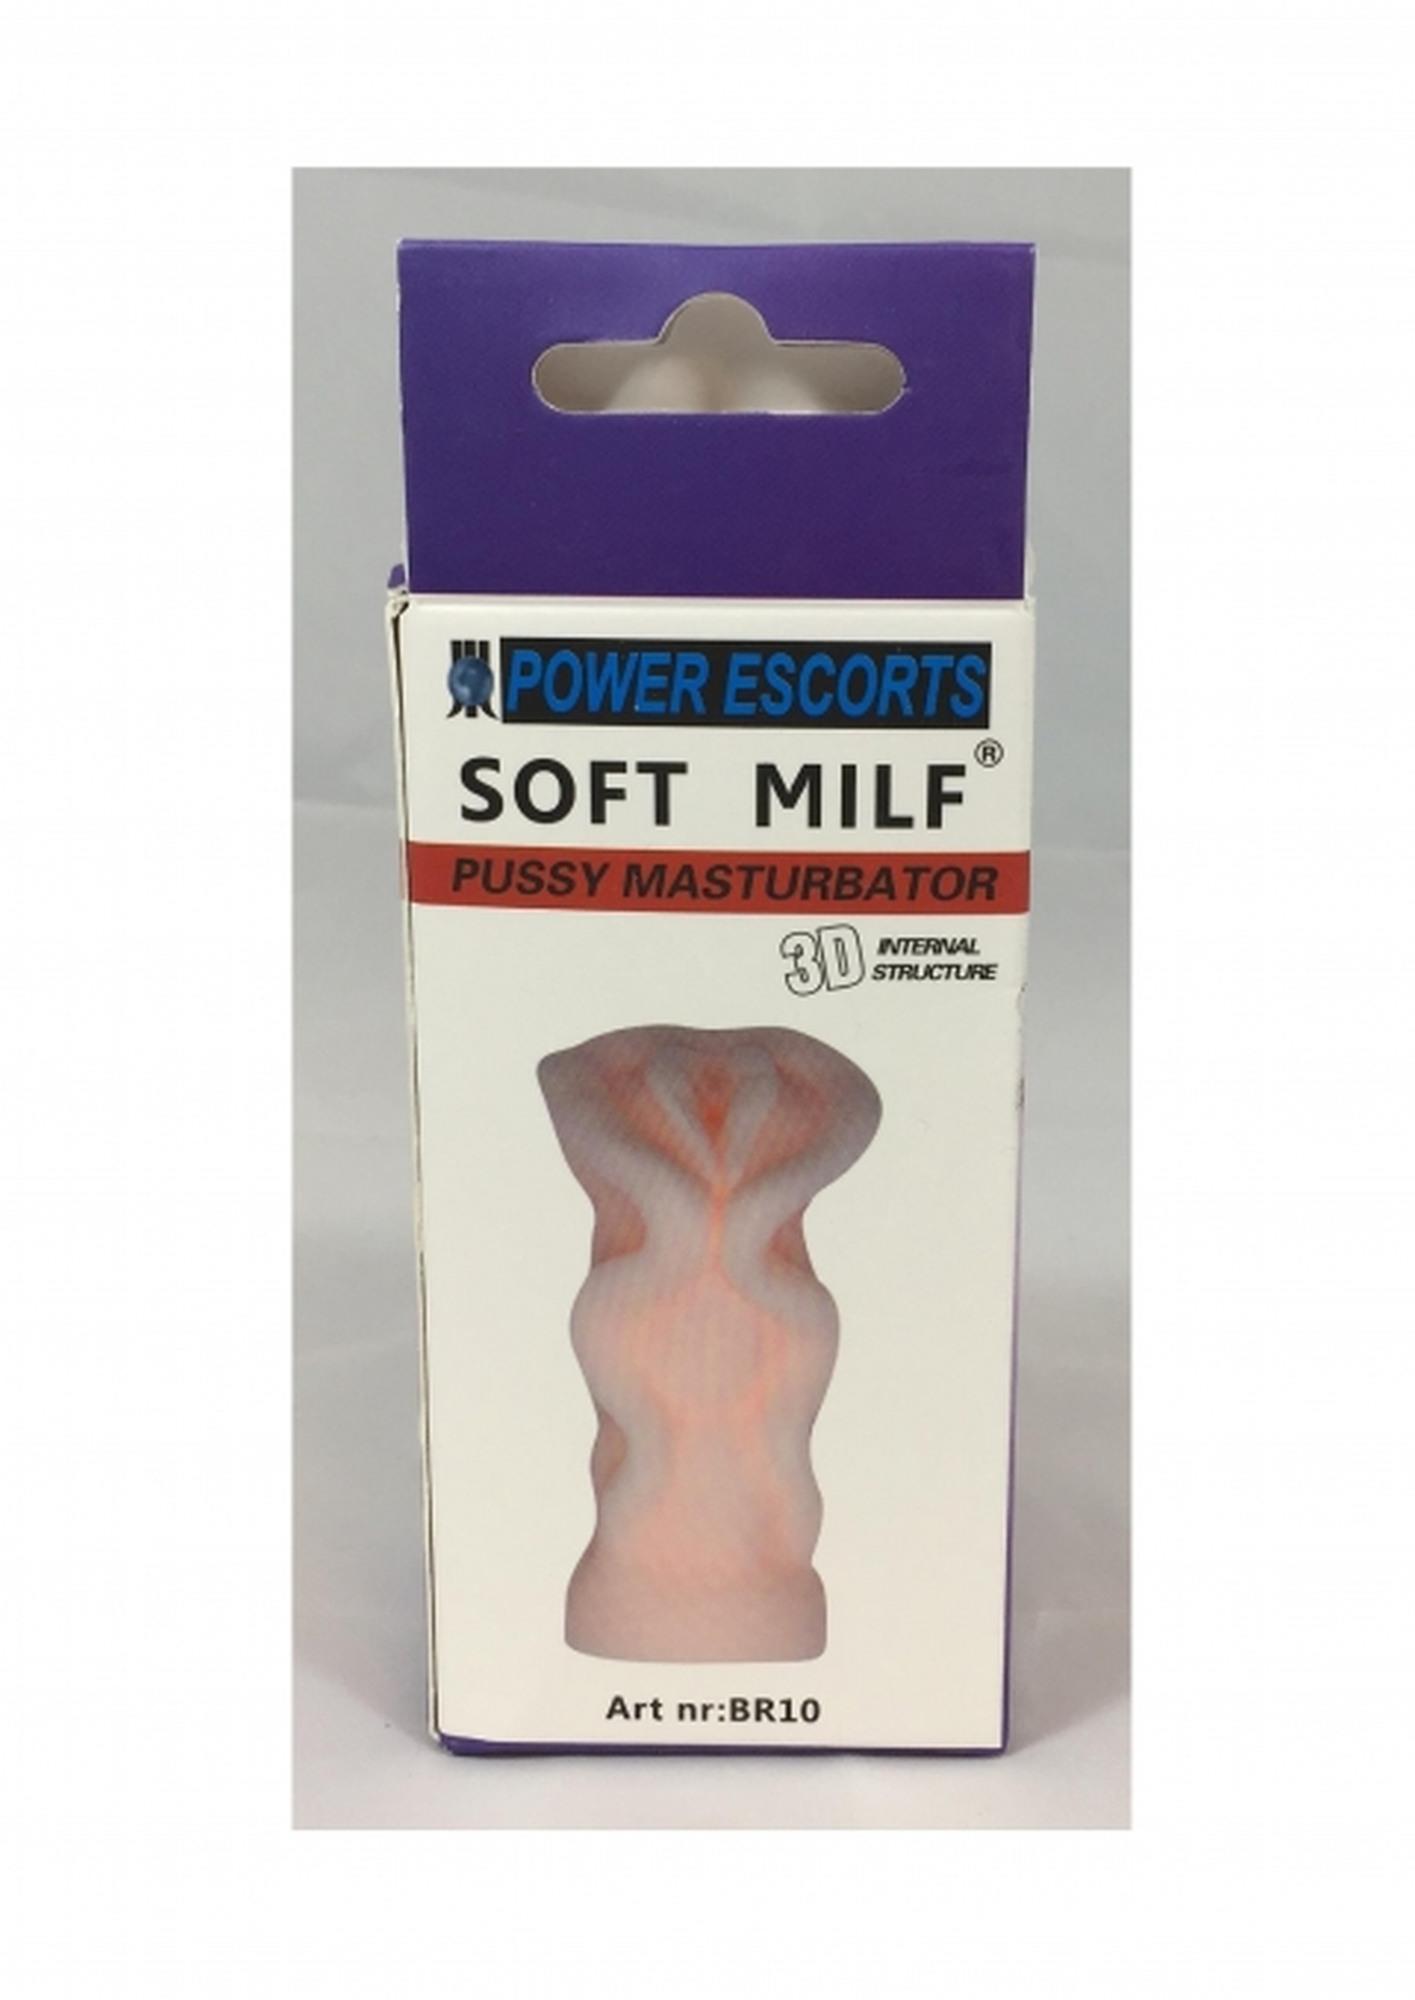 POWER ESCORTS
SOFT MILF®
PUSSY MASTURBATOR
3D INTERNAL
STRUCTURE
Art nr:BR10